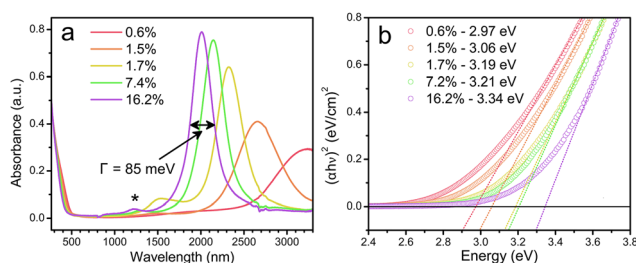 a
0.6%
1.5%
1.7%
7.4%
16.2%
Γ = 85 meV
*
Absorbance (a.u.)
0.8
0.6
0.4
0.2
0.0
500 1000 1500 2000 2500 3000
Wavelength (nm)
b
0.6% - 2.97 eV
1.5% - 3.06 eV
1.7% - 3.19 eV
7.2% - 3.21 eV
16.2% - 3.34 eV
(αhν)² (eV/cm)²
0.8
0.6
0.4
0.2
0.0
2.4 2.6 2.8 3.0 3.2 3.4 3.6 3.8
Energy (eV)